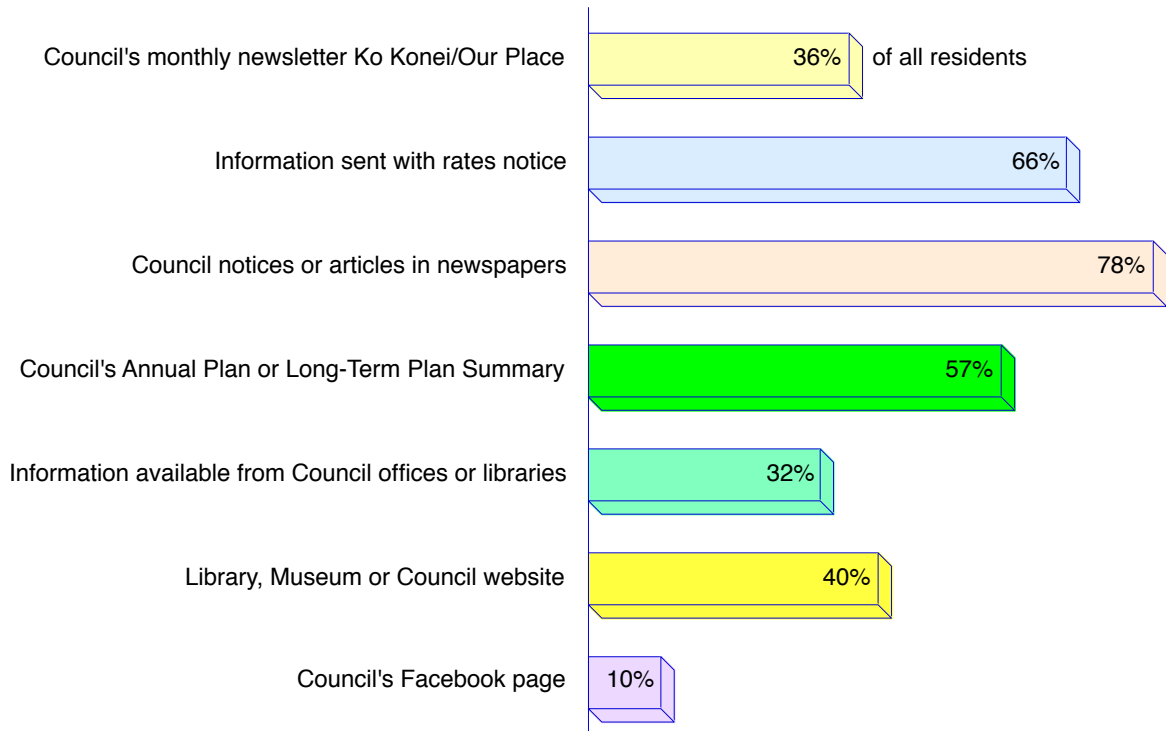 Council's monthly newsletter Ko Konei/Our Place 36% of all residents
Information sent with rates notice 66%
Council notices or articles in newspapers 78%
Council's Annual Plan or Long-Term Plan Summary 57%
Information available from Council offices or libraries 32%
Library, Museum or Council website 40%
Council's Facebook page 10%